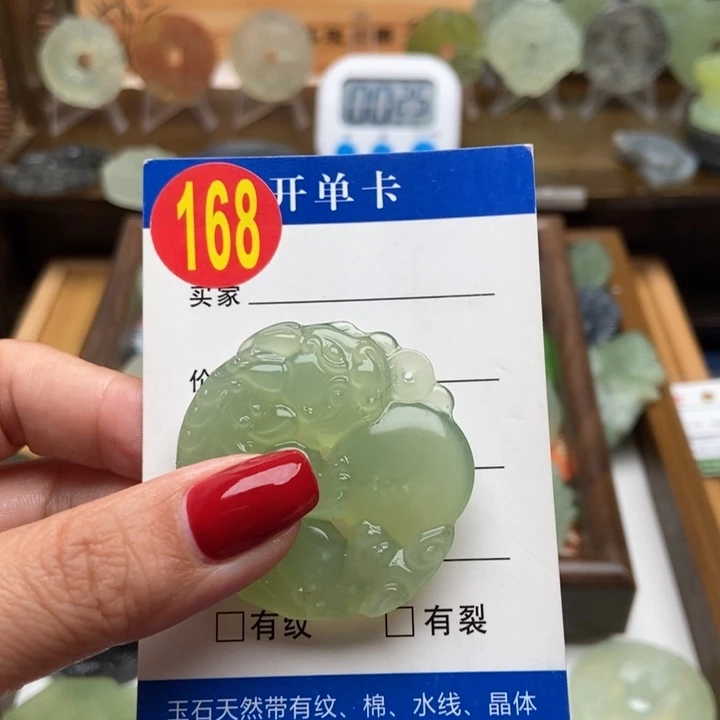 168
开单卡
买家
价
有纹
有裂
玉石天然带有纹、棉、水线、晶体